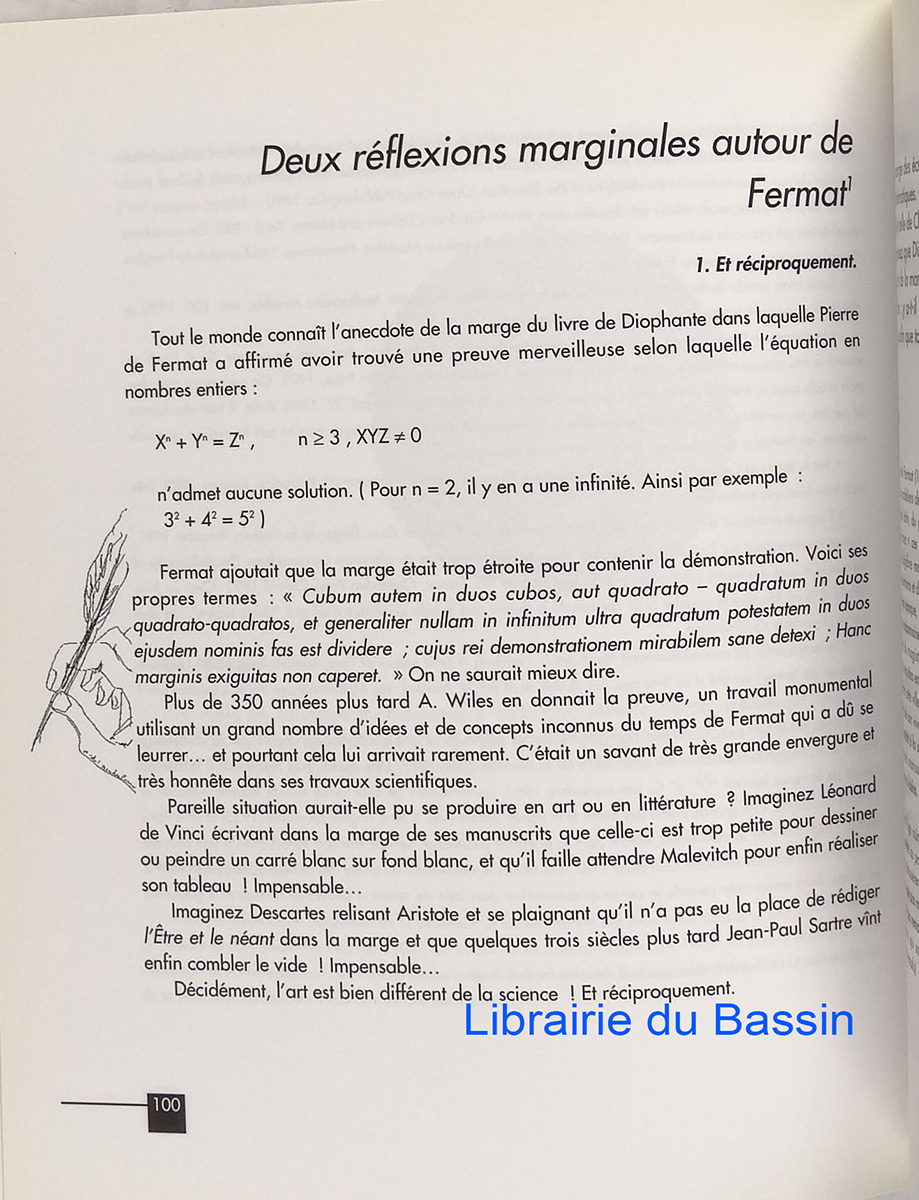 Deux réflexions marginales autour de
Fermat¹
1. Et réciproquement.
Tout le monde connaît l'anecdote de la marge du livre de Diophante dans laquelle Pierre
de Fermat a affirmé avoir trouvé une preuve merveilleuse selon laquelle l'équation en
nombres entiers :
Xⁿ + Yⁿ = Zⁿ , n ≥ 3 , XYZ ≠ 0
n'admet aucune solution. ( Pour n = 2, il y en a une infinité. Ainsi par exemple :
3² + 4² = 5² )
Fermat ajoutait que la marge était trop étroite pour contenir la démonstration. Voici ses
propres termes : « Cubum autem in duos cubos, aut quadrato – quadratum in duos
quadrato-quadratos, et generaliter nullam in infinitum ultra quadratum potestatem in duos
ejusdem nominis fas est dividere ; cujus rei demonstrationem mirabilem sane detexi ; Hanc
marginis exiguitas non caperet. » On ne saurait mieux dire.
Plus de 350 années plus tard A. Wiles en donnait la preuve, un travail monumental
utilisant un grand nombre d'idées et de concepts inconnus du temps de Fermat qui a dû se
leurrer... et pourtant cela lui arrivait rarement. C'était un savant de très grande envergure et
très honnête dans ses travaux scientifiques.
Pareille situation aurait-elle pu se produire en art ou en littérature ? Imaginez Léonard
de Vinci écrivant dans la marge de ses manuscrits que celle-ci est trop petite pour dessiner
ou peindre un carré blanc sur fond blanc, et qu'il faille attendre Malevitch pour enfin réaliser
son tableau ! Impensable...
Imaginez Descartes relisant Aristote et se plaignant qu'il n'a pas eu la place de rédiger
l'Être et le néant dans la marge et que quelques trois siècles plus tard Jean-Paul Sartre vînt
enfin combler le vide ! Impensable...
Décidément, l'art est bien différent de la science ! Et réciproquement.
Librairie du Bassin
100